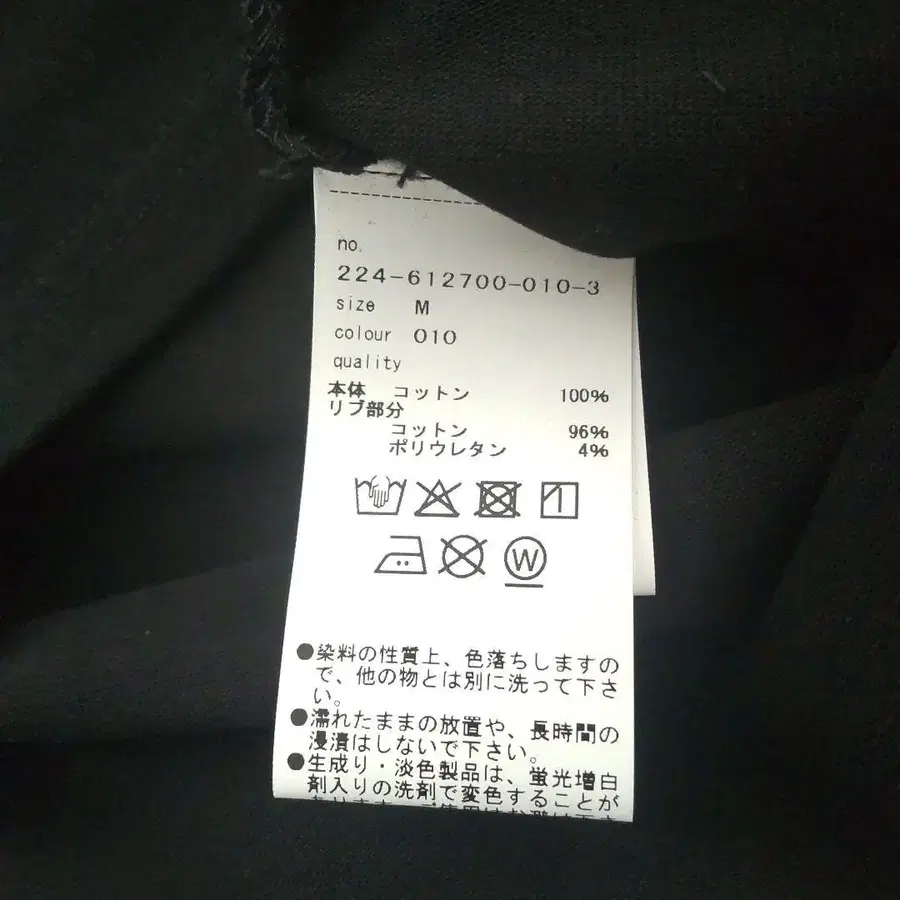 no.
224-612700-010-3
size M
colour 010
quality
本体 コットン 100%
リブ部分
コットン 96%
ポリウレタン 4%
W
●染料の性質上、色落ちしますの
で、他の物とは別に洗って下さ
い。
●濡れたままの放置や、長時間の
浸漬はしないで下さい。
●生成り・淡色製品は、蛍光増白
剤入りの洗剤で変色することが